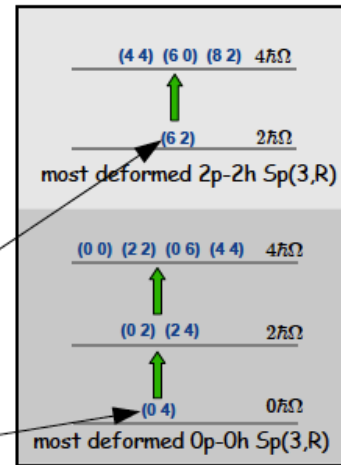 (4 4) (6 0) (8 2) 4ℏΩ
(6 2) 2ℏΩ
most deformed 2p-2h Sp(3,R)
(0 0) (2 2) (0 6) (4 4) 4ℏΩ
(0 2) (2 4) 2ℏΩ
(0 4) 0ℏΩ
most deformed 0p-0h Sp(3,R)